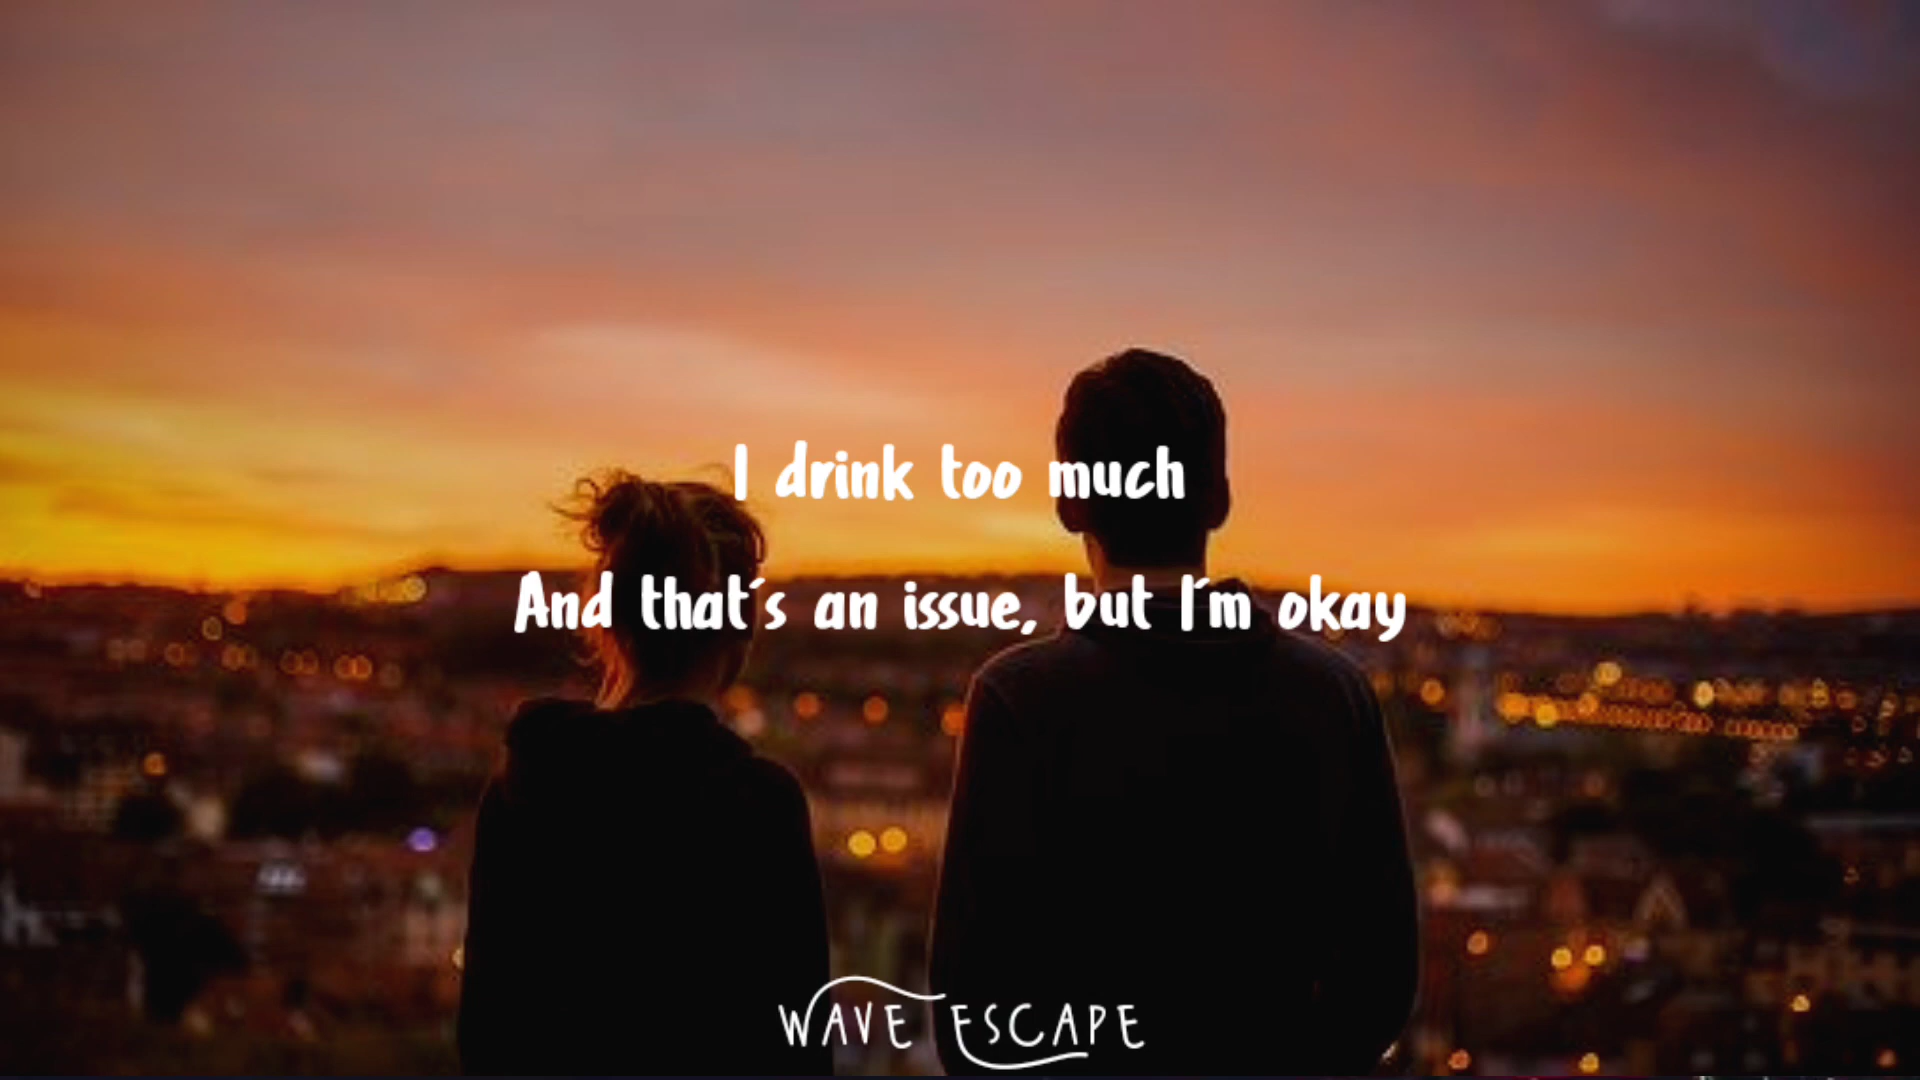 I drink too much
And that´s an issue, but I´m okay
WAVE ESCAPE